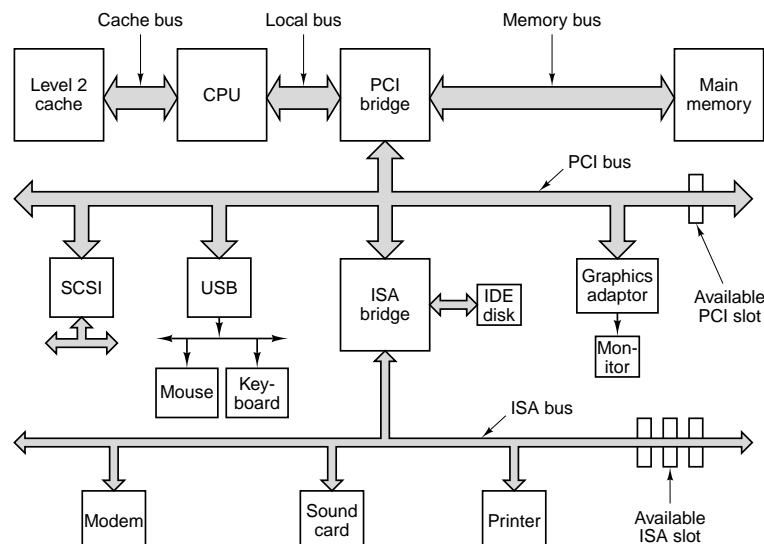 Cache bus
Local bus
Memory bus
Level 2
cache
CPU
PCI
bridge
Main
memory
PCI bus
SCSI
USB
ISA
bridge
IDE
disk
Graphics
adaptor
Available
PCI slot
Mon-
itor
Mouse
Key-
board
ISA bus
Modem
Sound
card
Printer
Available
ISA slot